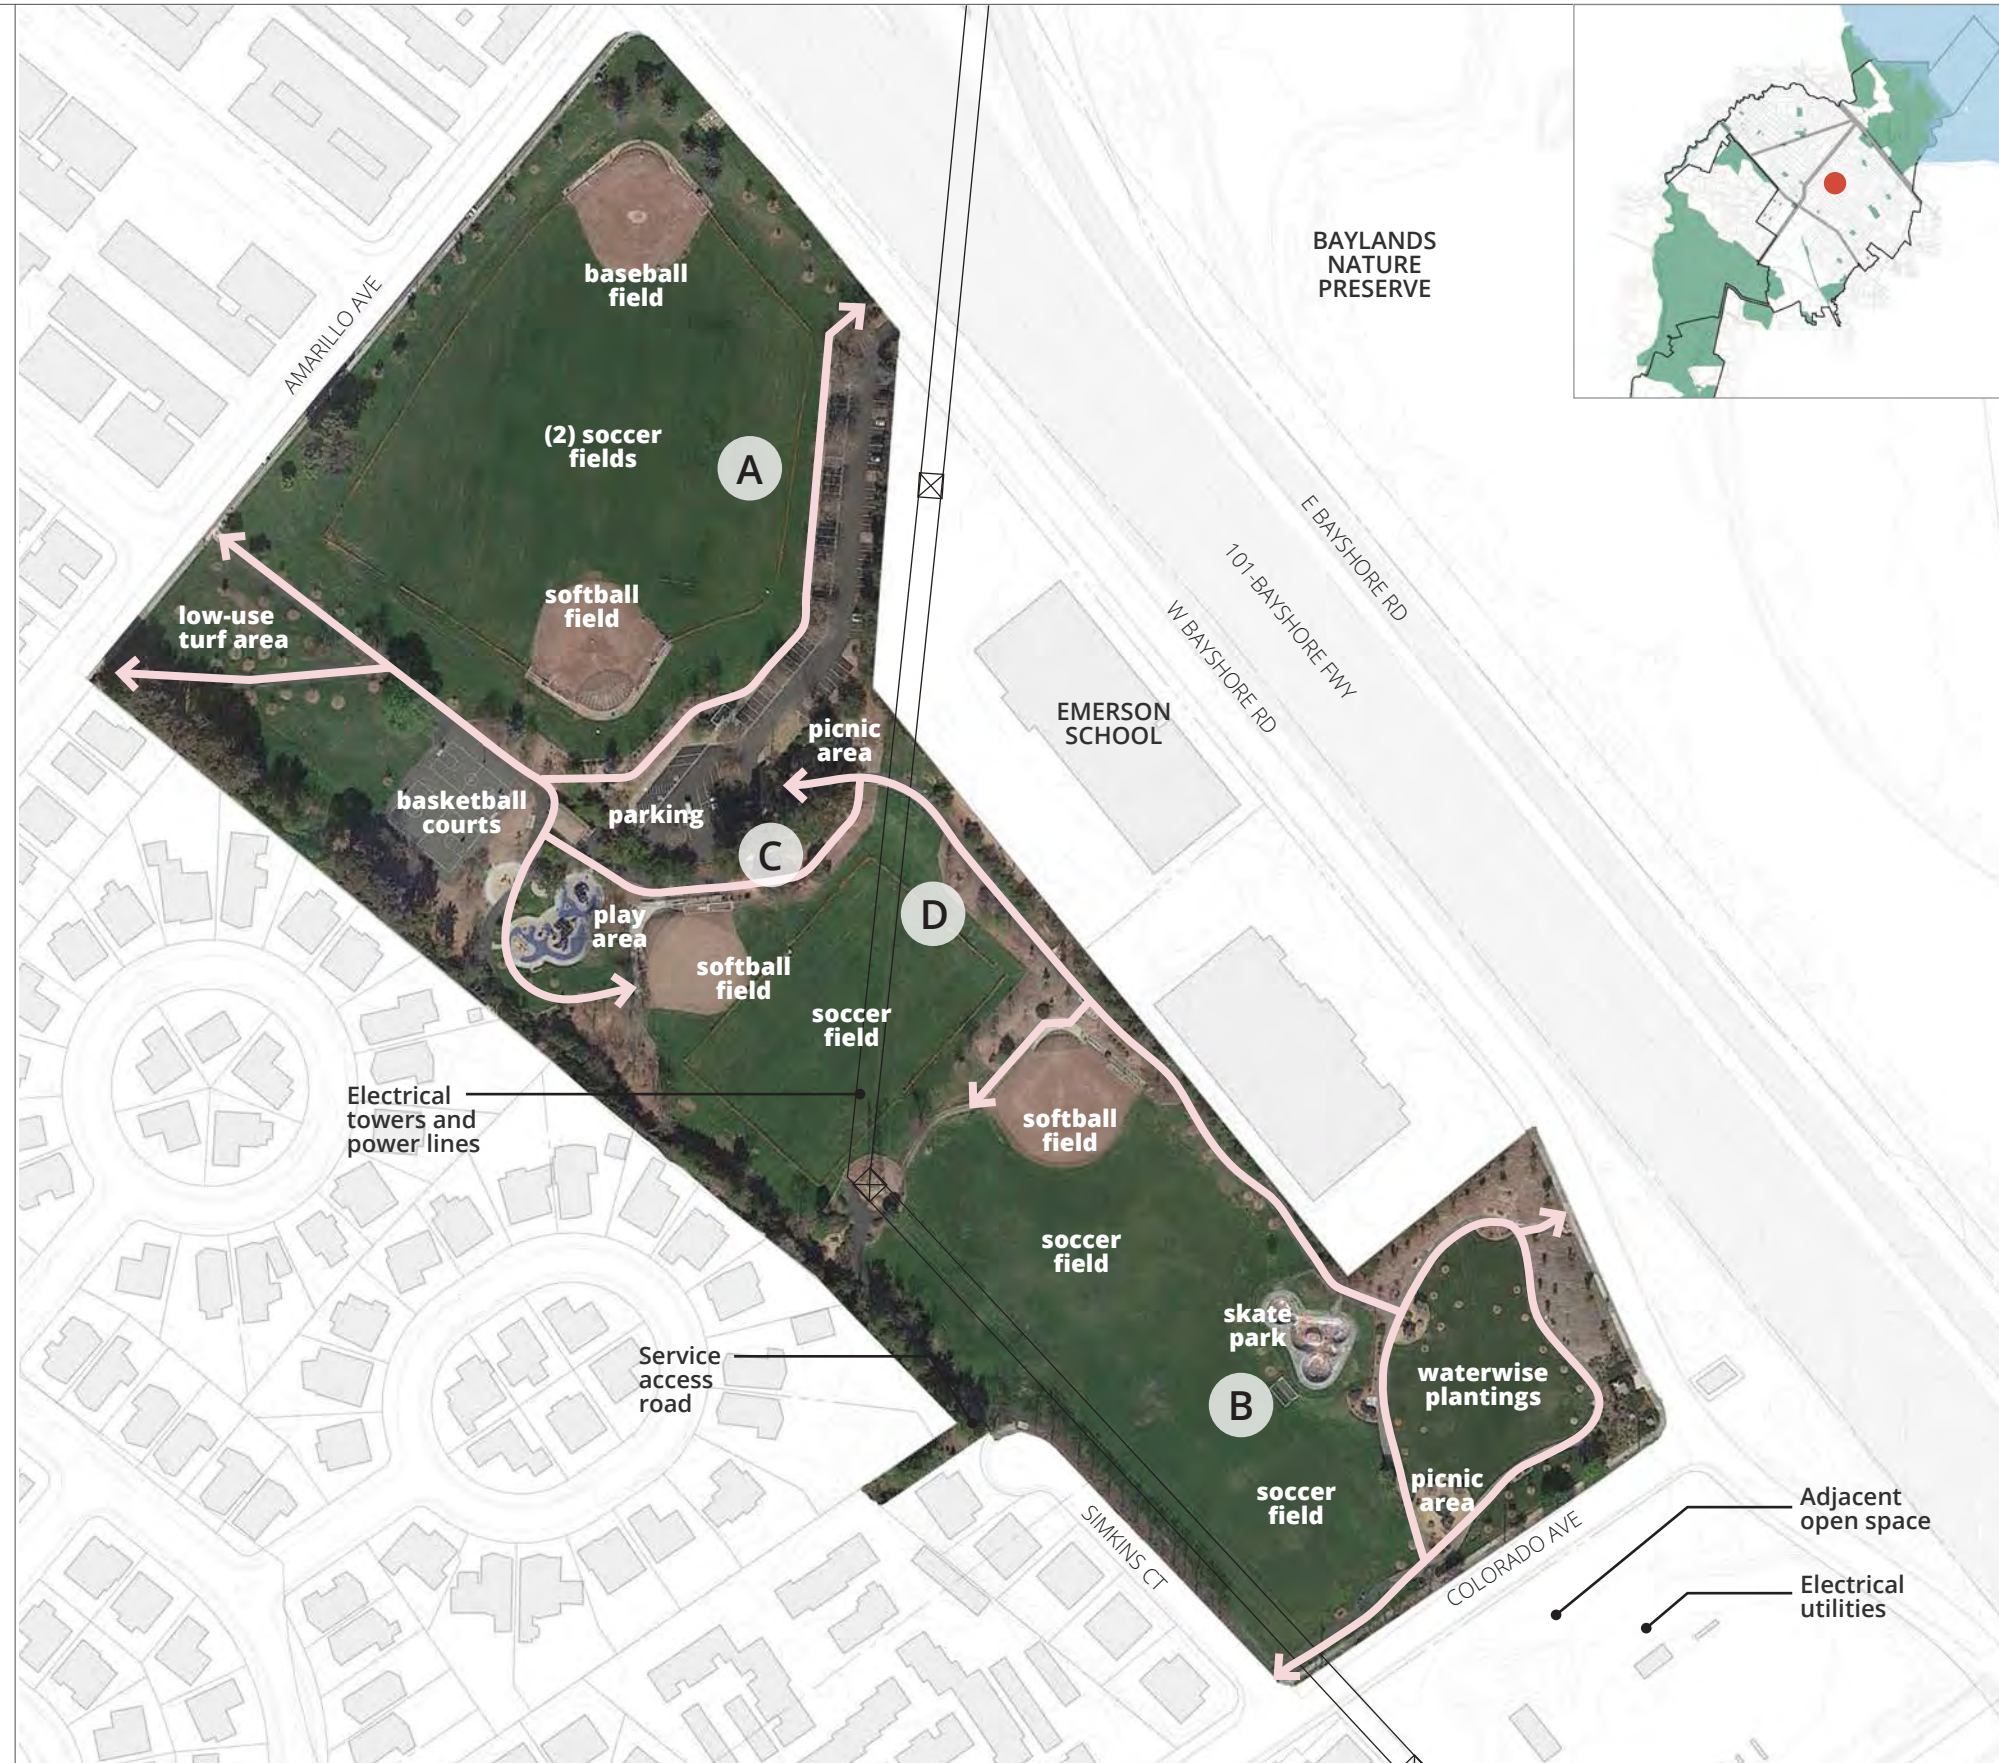 BAYLANDS
NATURE
PRESERVE
baseball
field
AMARILLO AVE
(2) soccer
fields
A
E BAYSHORE RD
101-BAYSHORE FWY
W BAYSHORE RD
softball
field
low-use
turf area
EMERSON
SCHOOL
picnic
area
basketball
courts
parking
C
D
play
area
softball
field
soccer
field
Electrical
towers and
power lines
softball
field
soccer
field
skate
park
Service
access
road
waterwise
plantings
B
picnic
area
soccer
field
SIMKINS CT
COLORADO AVE
Adjacent
open space
Electrical
utilities